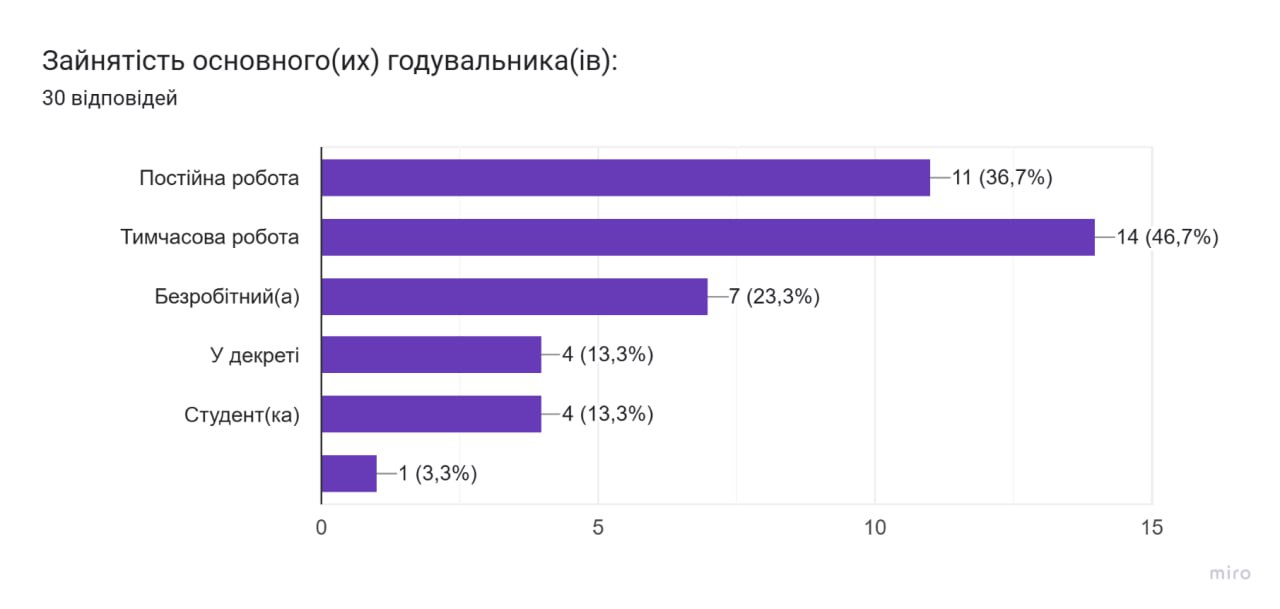 Зайнятість основного(их) годувальника(ів):
30 відповідей
Постійна робота 11 (36,7%)
Тимчасова робота 14 (46,7%)
Безробітний(а) 7 (23,3%)
У декреті 4 (13,3%)
Студент(ка) 4 (13,3%)
1 (3,3%)
0 5 10 15
miro